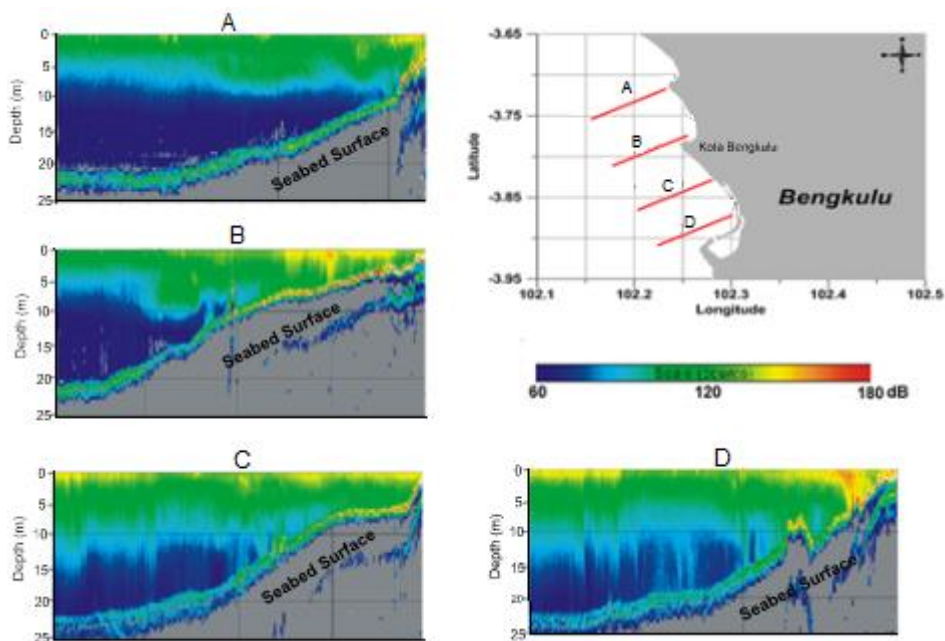 A
Depth (m)
0
5
10
15
20
25
Seabed Surface
B
Depth (m)
0
5
10
15
20
25
Seabed Surface
C
Depth (m)
0
5
10
15
20
25
Seabed Surface
D
Depth (m)
0
5
10
15
20
25
Seabed Surface
Latitude
-3.65
-3.75
-3.85
-3.95
A
B
C
D
Kota Bengkulu
Bengkulu
102.1 102.2 102.3 102.4 102.5
Longitude
60 120 180 dB